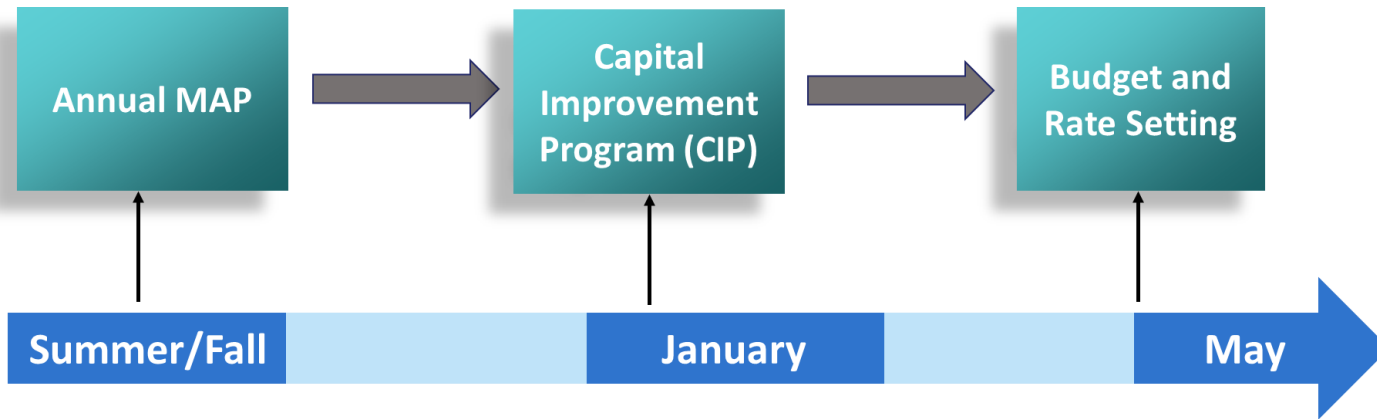 Annual MAP
Capital
Improvement
Program (CIP)
Budget and
Rate Setting
Summer/Fall
January
May